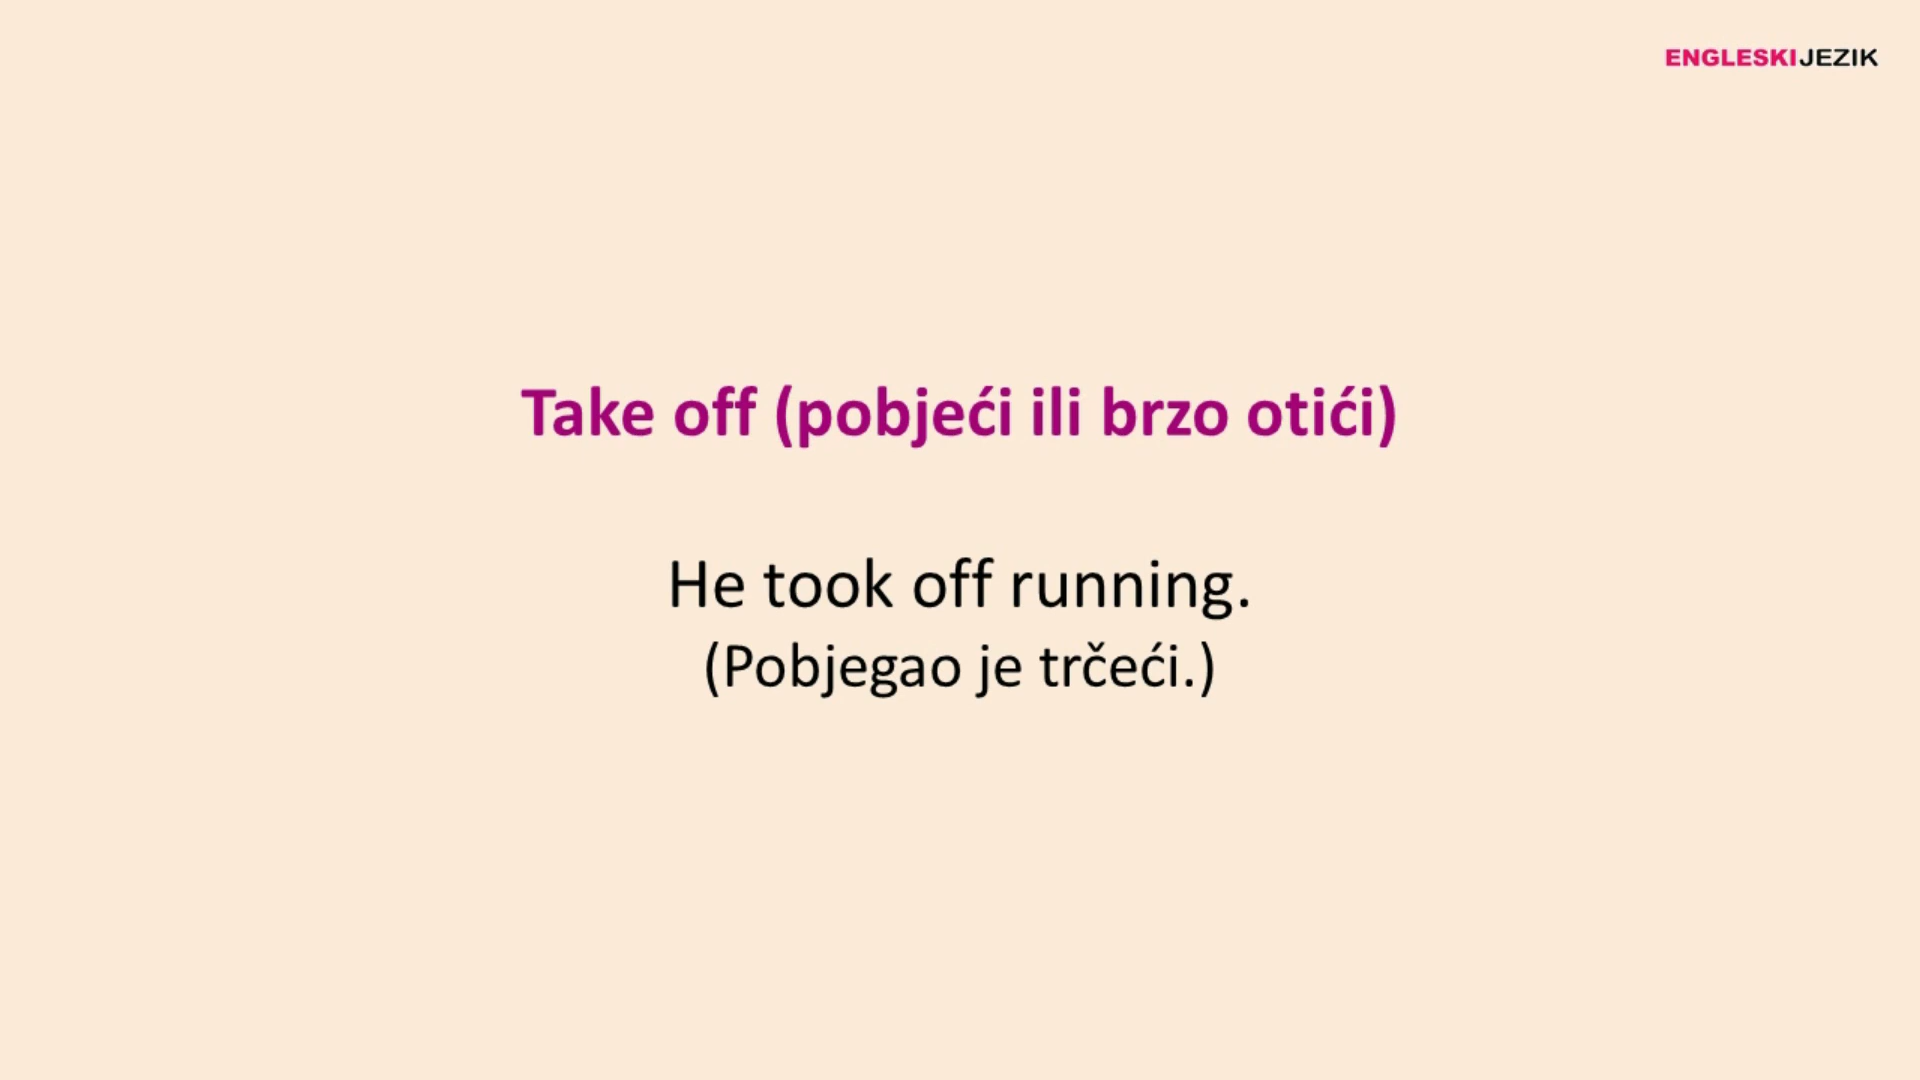 ENGLESKIJEZIK
Take off (pobjeći ili brzo otići)
He took off running.
(Pobjegao je trčeći.)